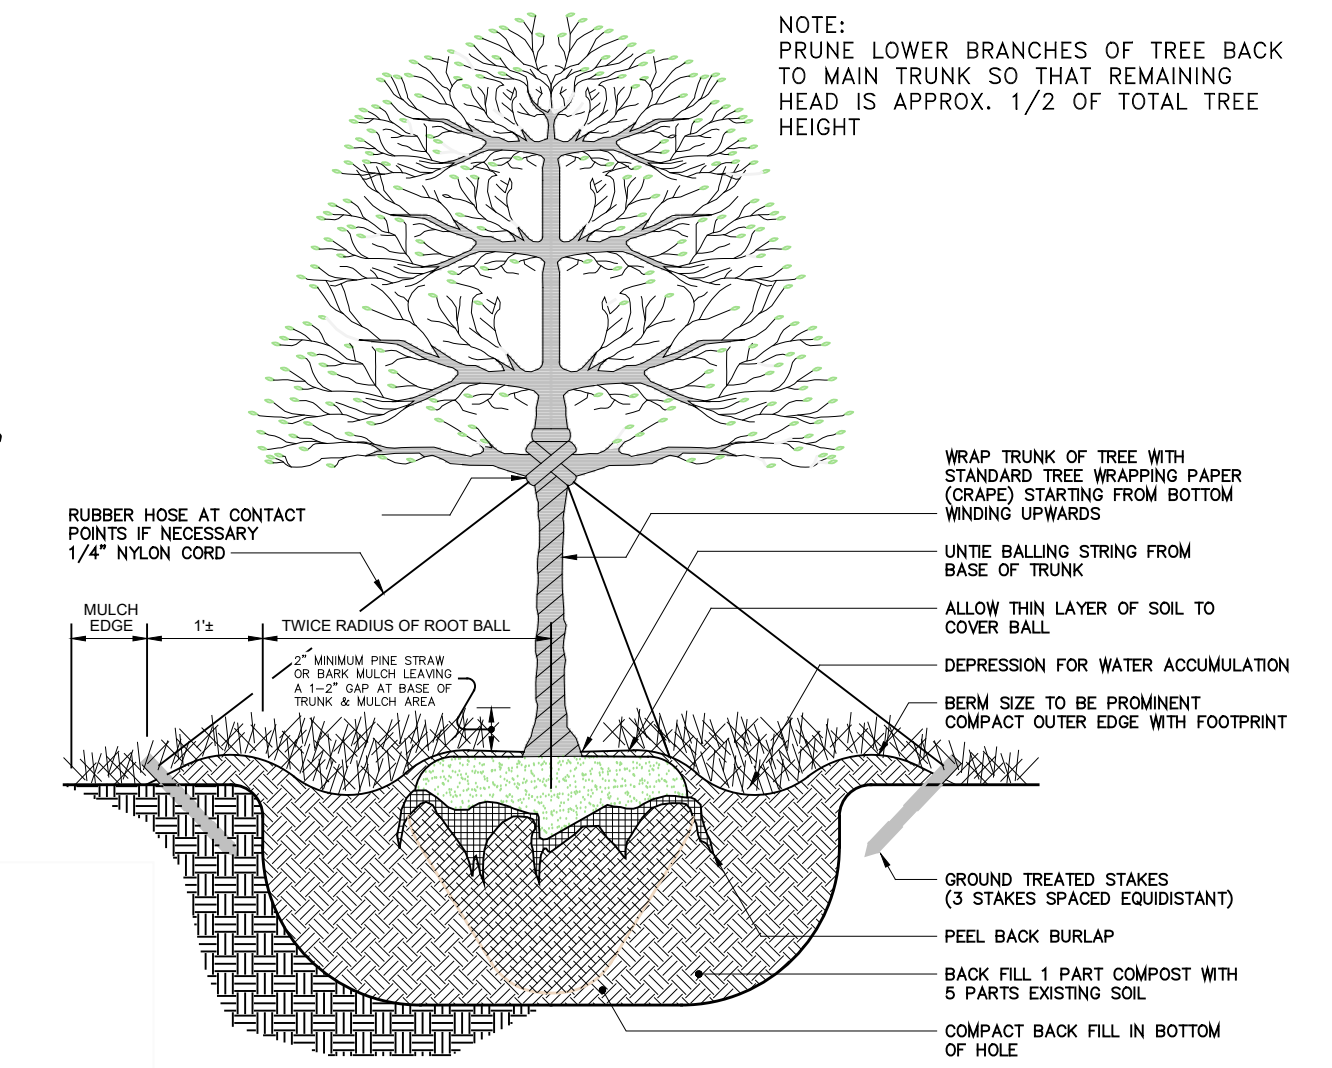 NOTE:
PRUNE LOWER BRANCHES OF TREE BACK
TO MAIN TRUNK SO THAT REMAINING
HEAD IS APPROX. 1/2 OF TOTAL TREE
HEIGHT
WRAP TRUNK OF TREE WITH
STANDARD TREE WRAPPING PAPER
(CRAPE) STARTING FROM BOTTOM
WINDING UPWARDS
RUBBER HOSE AT CONTACT
POINTS IF NECESSARY
1/4" NYLON CORD
UNTIE BALLING STRING FROM
BASE OF TRUNK
MULCH
EDGE
1'±
TWICE RADIUS OF ROOT BALL
ALLOW THIN LAYER OF SOIL TO
COVER BALL
2" MINIMUM PINE STRAW
OR BARK MULCH LEAVING
A 1-2" GAP AT BASE OF
TRUNK & MULCH AREA
DEPRESSION FOR WATER ACCUMULATION
BERM SIZE TO BE PROMINENT
COMPACT OUTER EDGE WITH FOOTPRINT
GROUND TREATED STAKES
(3 STAKES SPACED EQUIDISTANT)
PEEL BACK BURLAP
BACK FILL 1 PART COMPOST WITH
5 PARTS EXISTING SOIL
COMPACT BACK FILL IN BOTTOM
OF HOLE